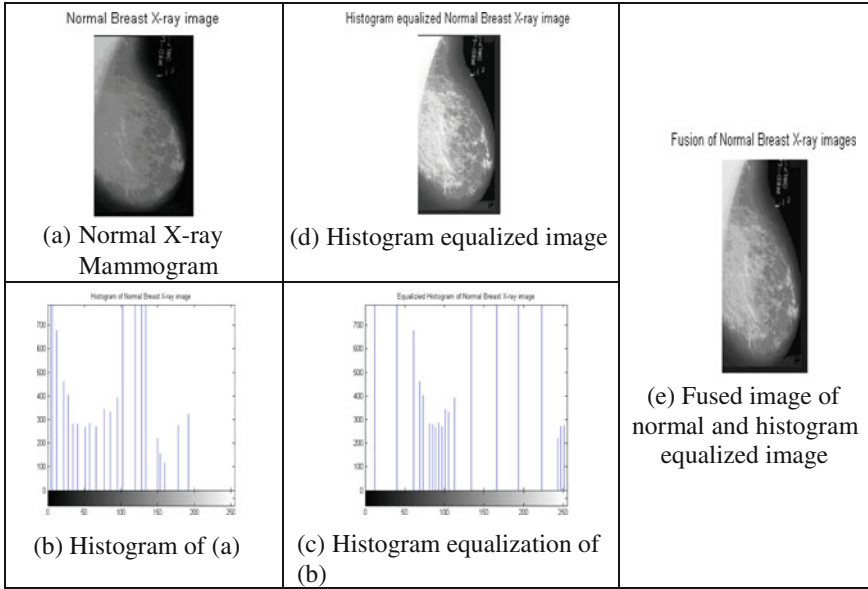 Normal Breast X-ray image
(a) Normal X-ray
Mammogram
Histogram equalized Normal Breast X-ray image
(d) Histogram equalized image
Fusion of Normal Breast X-ray images
(e) Fused image of
normal and histogram
equalized image
Histogram of Normal Breast X-ray image
700
600
500
400
300
200
100
0
0 50 100 150 200 250
(b) Histogram of (a)
Equalized Histogram of Normal Breast X-ray image
700
600
500
400
300
200
100
0
0 50 100 150 200 250
(c) Histogram equalization of
(b)